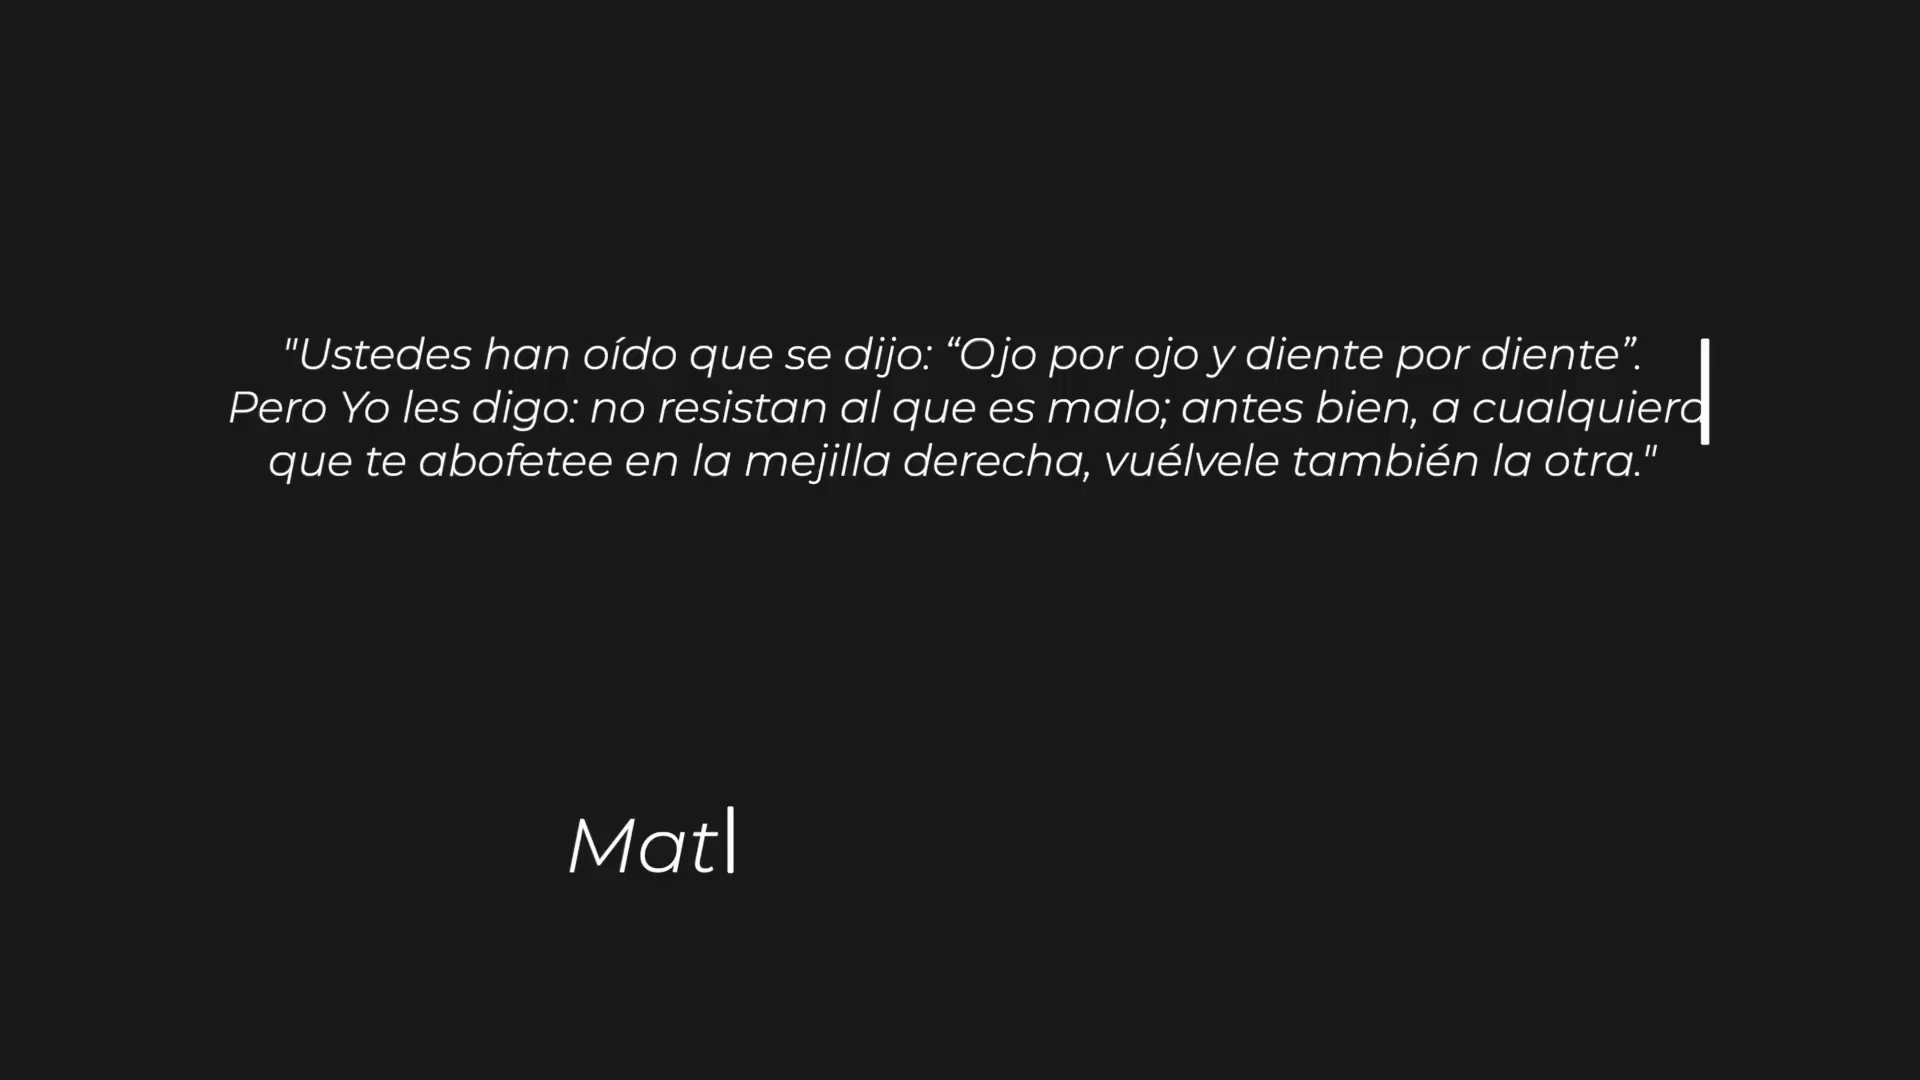 "Ustedes han oído que se dijo: “Ojo por ojo y diente por diente”.
Pero Yo les digo: no resistan al que es malo; antes bien, a cualquiera
que te abofetee en la mejilla derecha, vuélvele también la otra."
Mat